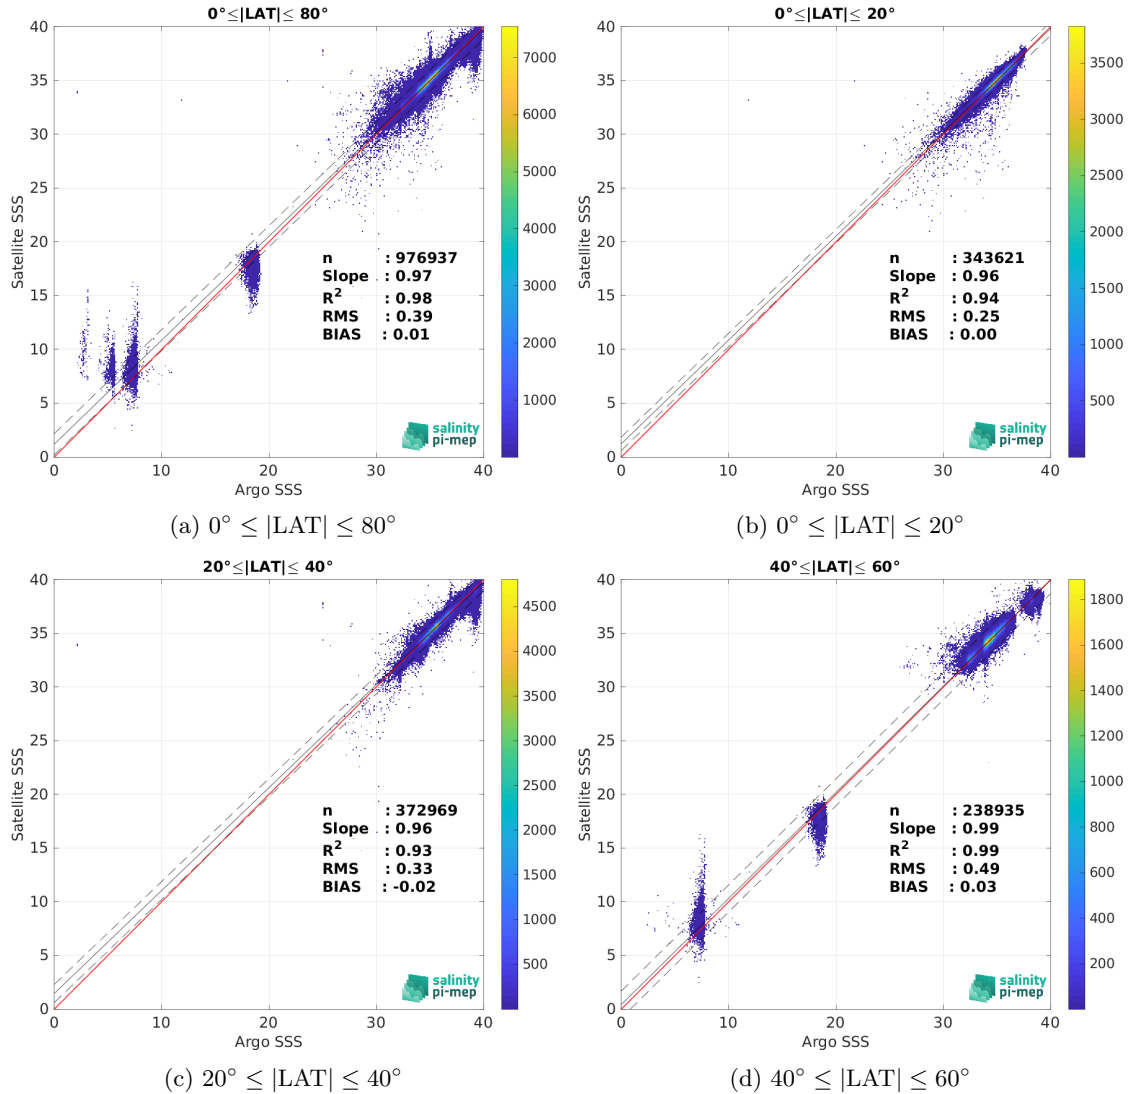 0°≤|LAT|≤ 80°
40
35
30
25
20
15
10
5
0
Satellite SSS
0
10
20
30
40
Argo SSS
n : 976937
Slope : 0.97
R² : 0.98
RMS : 0.39
BIAS : 0.01
salinity
pi-mep
7000
6000
5000
4000
3000
2000
1000
(a) 0° ≤ |LAT| ≤ 80°
0°≤|LAT|≤ 20°
40
35
30
25
20
15
10
5
0
Satellite SSS
0
10
20
30
40
Argo SSS
n : 343621
Slope : 0.96
R² : 0.94
RMS : 0.25
BIAS : 0.00
salinity
pi-mep
3500
3000
2500
2000
1500
1000
500
(b) 0° ≤ |LAT| ≤ 20°
20°≤|LAT|≤ 40°
40
35
30
25
20
15
10
5
0
Satellite SSS
0
10
20
30
40
Argo SSS
n : 372969
Slope : 0.96
R² : 0.93
RMS : 0.33
BIAS : -0.02
salinity
pi-mep
4500
4000
3500
3000
2500
2000
1500
1000
500
(c) 20° ≤ |LAT| ≤ 40°
40°≤|LAT|≤ 60°
40
35
30
25
20
15
10
5
0
Satellite SSS
0
10
20
30
40
Argo SSS
n : 238935
Slope : 0.99
R² : 0.99
RMS : 0.49
BIAS : 0.03
salinity
pi-mep
1800
1600
1400
1200
1000
800
600
400
200
(d) 40° ≤ |LAT| ≤ 60°